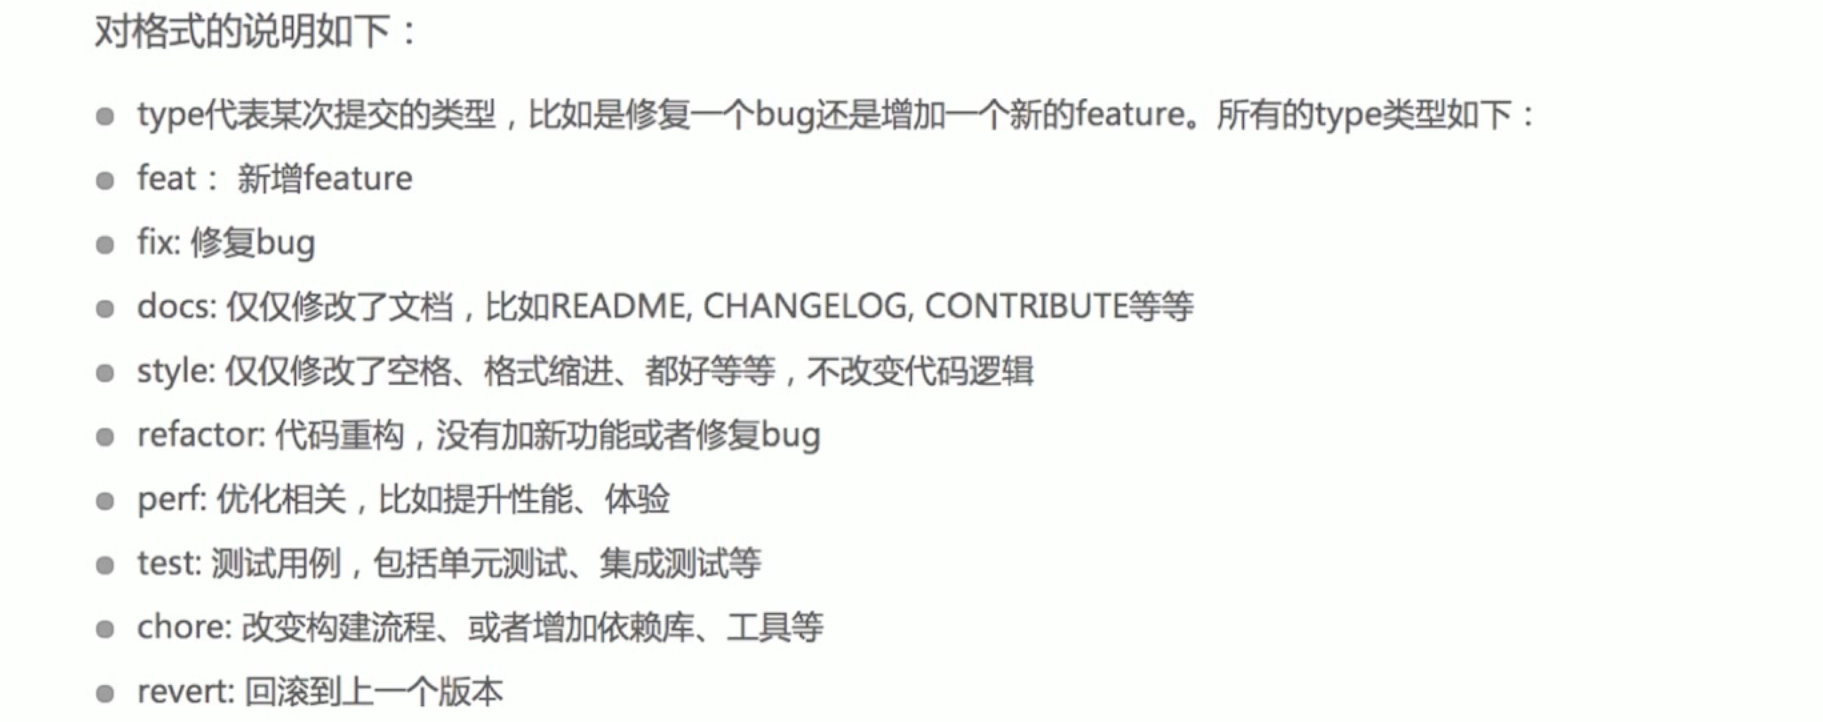 对格式的说明如下：
type代表某次提交的类型，比如是修复一个bug还是增加一个新的feature。所有的type类型如下：
feat： 新增feature
fix: 修复bug
docs: 仅仅修改了文档，比如README, CHANGELOG, CONTRIBUTE等等
style: 仅仅修改了空格、格式缩进、都好等等，不改变代码逻辑
refactor: 代码重构，没有加新功能或者修复bug
perf: 优化相关，比如提升性能、体验
test: 测试用例，包括单元测试、集成测试等
chore: 改变构建流程、或者增加依赖库、工具等
revert: 回滚到上一个版本